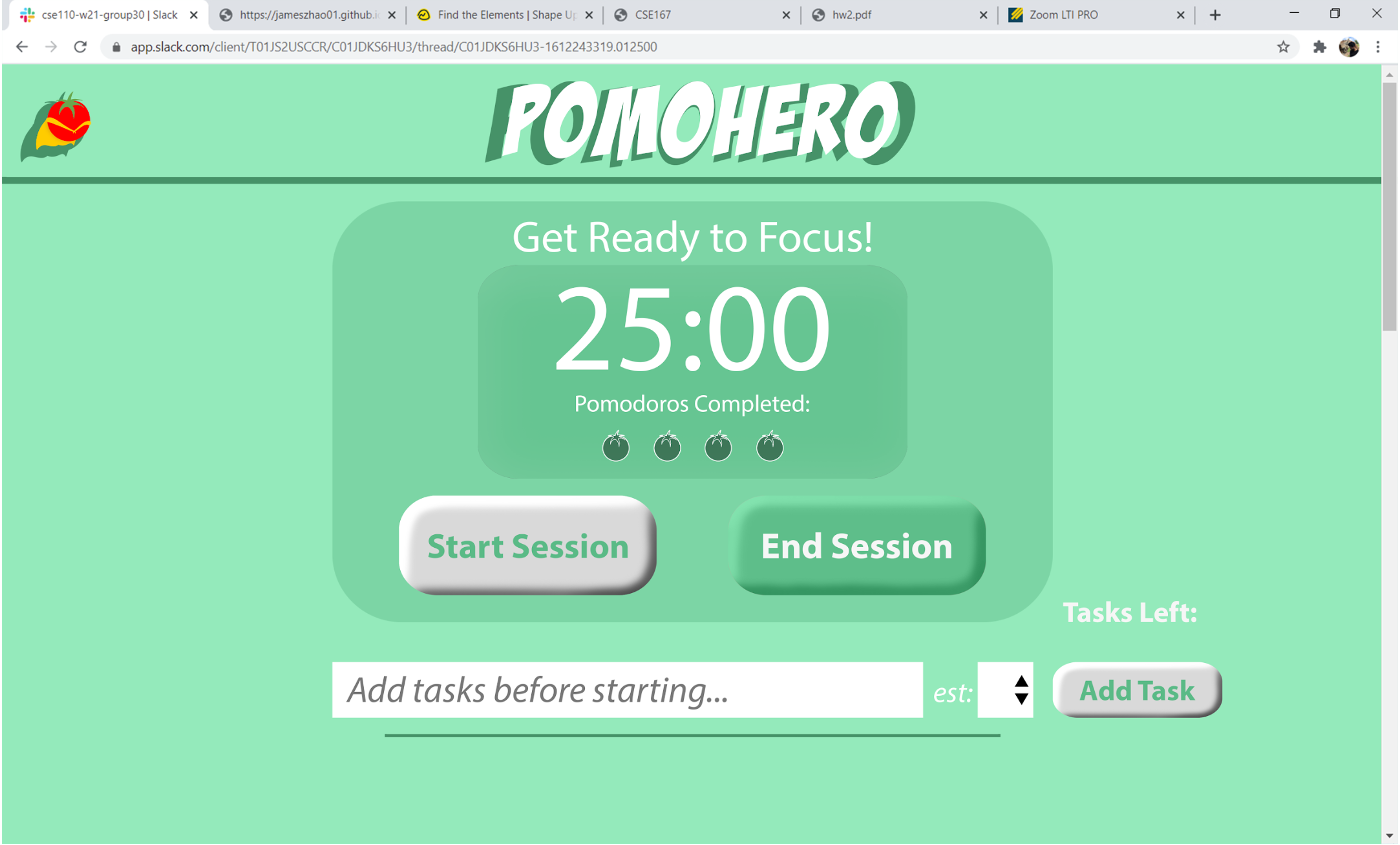 cse110-w21-group30 | Slack
https://jameszhao01.github.i
Find the Elements | Shape Up
CSE167
hw2.pdf
Zoom LTI PRO
app.slack.com/client/T01JS2USCCR/C01JDKS6HU3/thread/C01JDKS6HU3-1612243319.012500
POMOHERO
Get Ready to Focus!
25:00
Pomodoros Completed:
Start Session
End Session
Tasks Left:
Add tasks before starting...
est:
Add Task